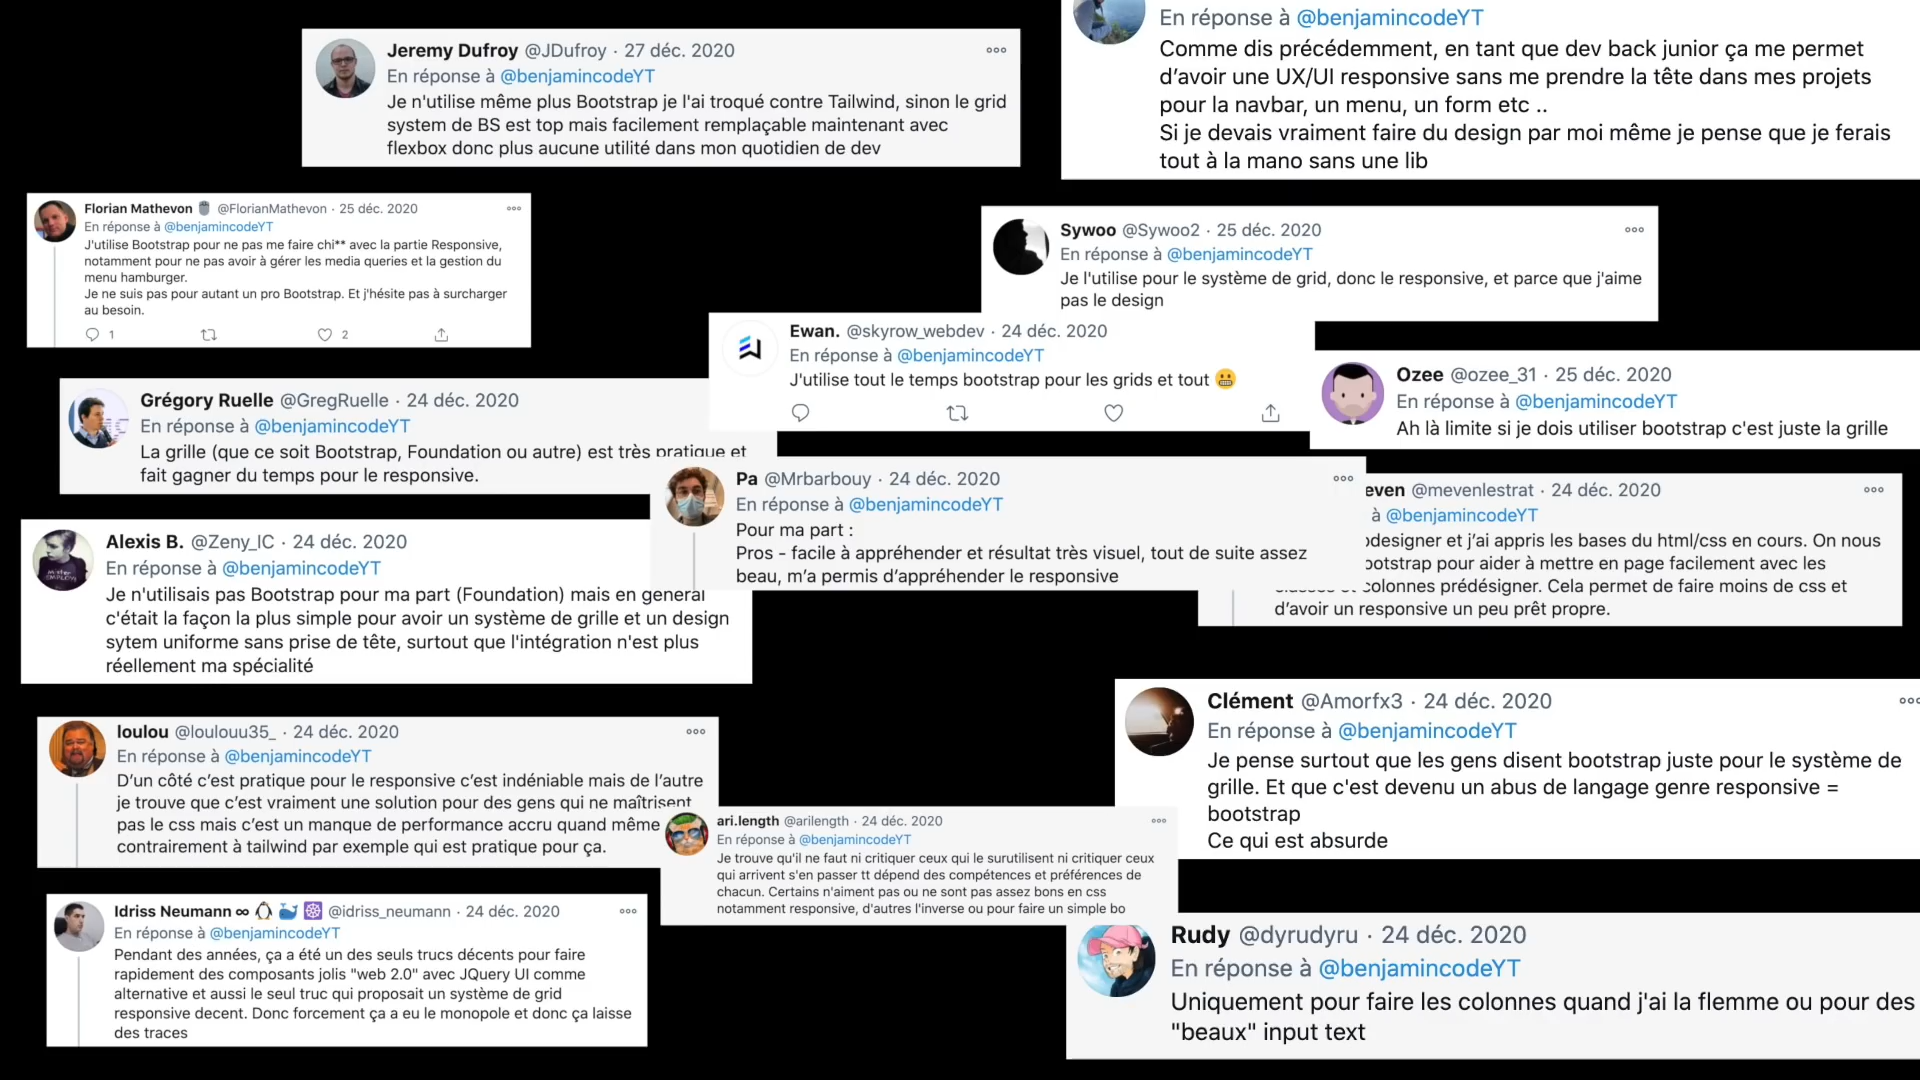 En réponse à @benjamincodeYT
Comme dis précédemment, en tant que dev back junior ça me permet
d’avoir une UX/UI responsive sans me prendre la tête dans mes projets
pour la navbar, un menu, un form etc ..
Si je devais vraiment faire du design par moi même je pense que je ferais
tout à la mano sans une lib
Jeremy Dufroy @JDufroy · 27 déc. 2020
En réponse à @benjamincodeYT
Je n'utilise même plus Bootstrap je l'ai troqué contre Tailwind, sinon le grid
system de BS est top mais facilement remplaçable maintenant avec
flexbox donc plus aucune utilité dans mon quotidien de dev
Florian Mathevon @FlorianMathevon · 25 déc. 2020
En réponse à @benjamincodeYT
J'utilise Bootstrap pour ne pas me faire chi** avec la partie Responsive,
notamment pour ne pas avoir à gérer les media queries et la gestion du
menu hamburger.
Je ne suis pas pour autant un pro Bootstrap. Et j'hésite pas à surcharger
au besoin.
1 2
Sywoo @Sywoo2 · 25 déc. 2020
En réponse à @benjamincodeYT
Je l'utilise pour le système de grid, donc le responsive, et parce que j'aime
pas le design
Ewan. @skyrow_webdev · 24 déc. 2020
En réponse à @benjamincodeYT
J'utilise tout le temps bootstrap pour les grids et tout 😬
Ozee @ozee_31 · 25 déc. 2020
En réponse à @benjamincodeYT
Ah là limite si je dois utiliser bootstrap c'est juste la grille
Grégory Ruelle @GregRuelle · 24 déc. 2020
En réponse à @benjamincodeYT
La grille (que ce soit Bootstrap, Foundation ou autre) est très pratique et
fait gagner du temps pour le responsive.
Pa @Mrbarbouy · 24 déc. 2020
En réponse à @benjamincodeYT
Pour ma part :
Pros - facile à appréhender et résultat très visuel, tout de suite assez
beau, m’a permis d’appréhender le responsive
even @mevenlestrat · 24 déc. 2020
à @benjamincodeYT
designer et j’ai appris les bases du html/css en cours. On nous
ootstrap pour aider à mettre en page facilement avec les
colonnes prédésigner. Cela permet de faire moins de css et
d’avoir un responsive un peu prêt propre.
Alexis B. @Zeny_IC · 24 déc. 2020
En réponse à @benjamincodeYT
Je n'utilisais pas Bootstrap pour ma part (Foundation) mais en général
c'était la façon la plus simple pour avoir un système de grille et un design
sytem uniforme sans prise de tête, surtout que l'intégration n'est plus
réellement ma spécialité
Clément @Amorfx3 · 24 déc. 2020
En réponse à @benjamincodeYT
Je pense surtout que les gens disent bootstrap juste pour le système de
grille. Et que c'est devenu un abus de langage genre responsive =
bootstrap
Ce qui est absurde
loulou @loulouu35_ · 24 déc. 2020
En réponse à @benjamincodeYT
D’un côté c’est pratique pour le responsive c’est indéniable mais de l’autre
je trouve que c’est vraiment une solution pour des gens qui ne maîtrisent
pas le css mais c’est un manque de performance accru quand même
contrairement à tailwind par exemple qui est pratique pour ça.
ari.length @arilength · 24 déc. 2020
En réponse à @benjamincodeYT
Je trouve qu'il ne faut ni critiquer ceux qui le surutilisent ni critiquer ceux
qui arrivent s'en passer tt dépend des compétences et préférences de
chacun. Certains n'aiment pas ou ne sont pas assez bons en css
notamment responsive, d'autres l'inverse ou pour faire un simple bo
Idriss Neumann ∞ 🐧 🐳 @idriss_neumann · 24 déc. 2020
En réponse à @benjamincodeYT
Pendant des années, ça a été un des seuls trucs décents pour faire
rapidement des composants jolis "web 2.0" avec JQuery UI comme
alternative et aussi le seul truc qui proposait un système de grid
responsive decent. Donc forcement ça a eu le monopole et donc ça laisse
des traces
Rudy @dyrudyru · 24 déc. 2020
En réponse à @benjamincodeYT
Uniquement pour faire les colonnes quand j'ai la flemme ou pour des
"beaux" input text